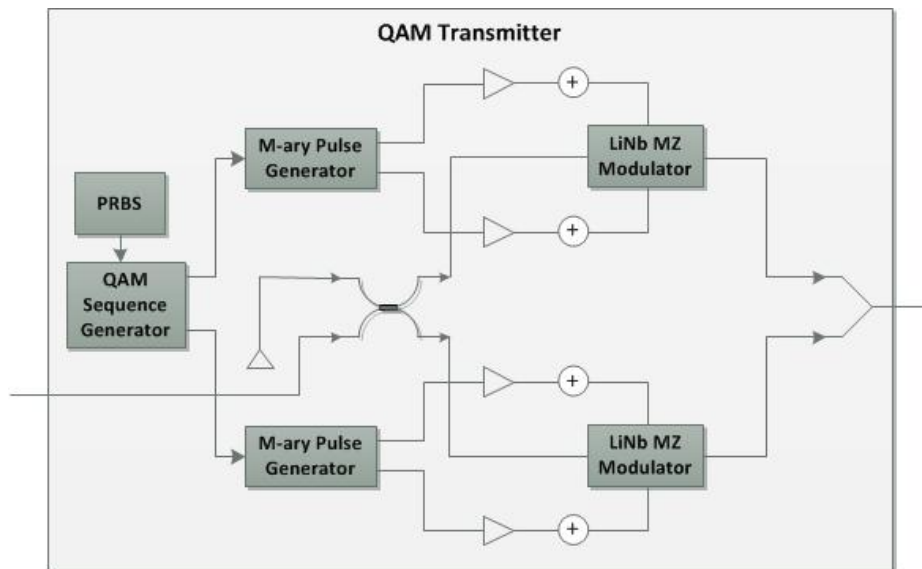 QAM Transmitter
M-ary Pulse
Generator
LiNb MZ
Modulator
PRBS
QAM
Sequence
Generator
M-ary Pulse
Generator
LiNb MZ
Modulator